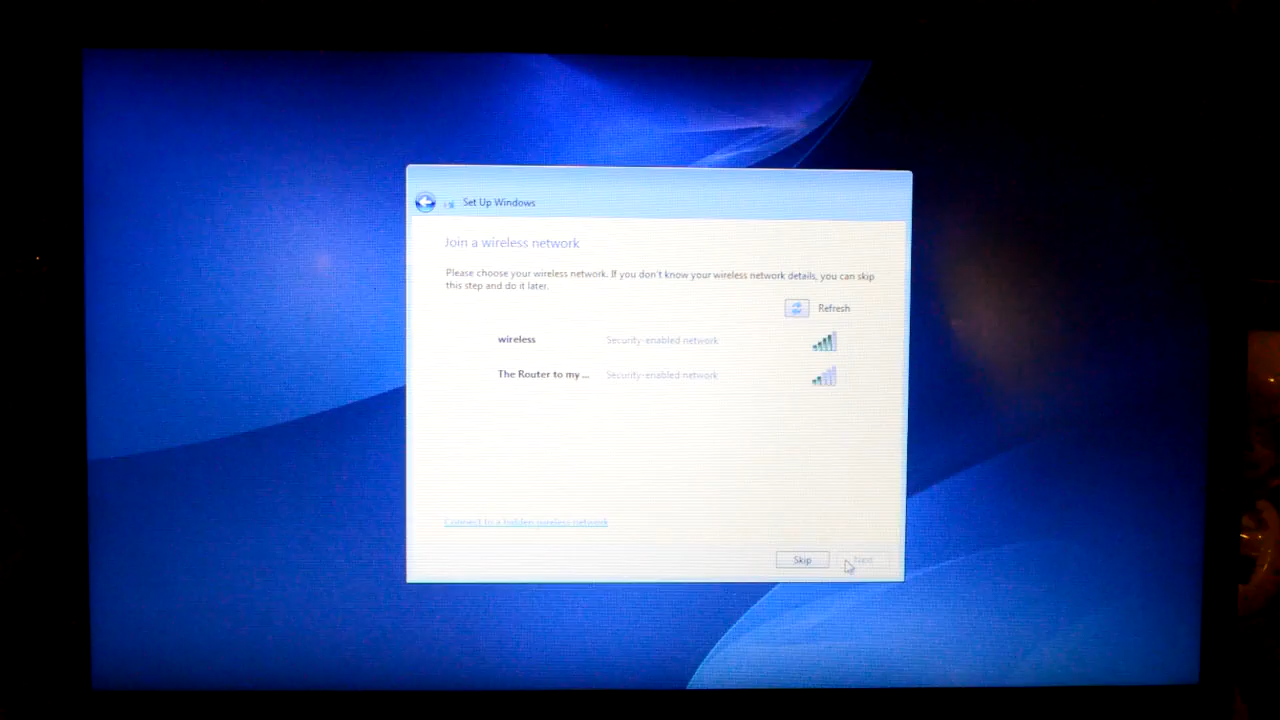 Set Up Windows
Join a wireless network
Please choose your wireless network. If you don't know your wireless network details, you can skip
this step and do it later.
Refresh
wireless Security-enabled network
The Router to my ... Security-enabled network
Connect to a hidden wireless network
Skip Next